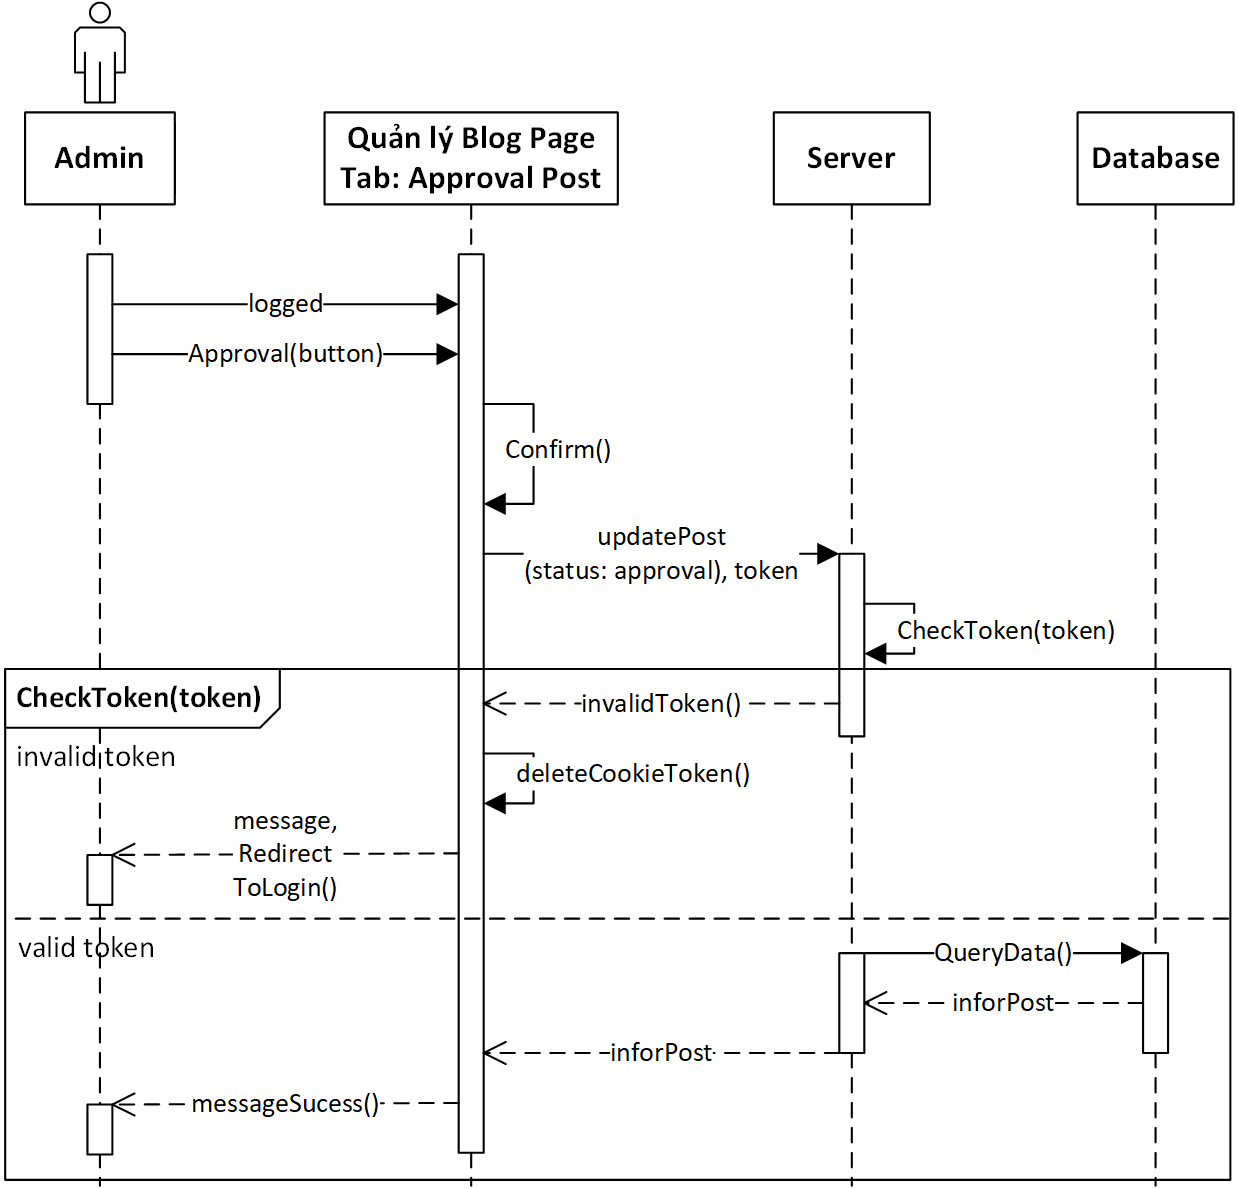 Admin
Quản lý Blog Page
Tab: Approval Post
Server
Database
logged
Approval(button)
Confirm()
updatePost
(status: approval), token
CheckToken(token)
CheckToken(token)
invalidToken()
invalid token
deleteCookieToken()
message,
Redirect
ToLogin()
valid token
QueryData()
inforPost
inforPost
messageSucess()